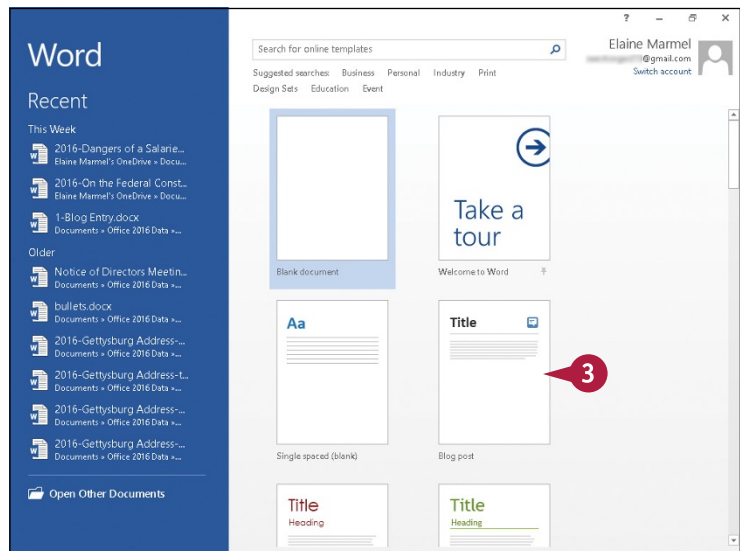 Word
Recent
This Week
2016-Dangers of a Salarie...
Elaine Marmel's OneDrive » Docu...
2016-On the Federal Const...
Elaine Marmel's OneDrive » Docu...
1-Blog Entry.docx
Documents » Office 2016 Data »...
Older
Notice of Directors Meetin...
Documents » Office 2016 Data »...
bullets.docx
Documents » Office 2016 Data »...
2016-Gettysburg Address-...
Documents » Office 2016 Data »...
2016-Gettysburg Address-t...
Documents » Office 2016 Data »...
2016-Gettysburg Address-...
Documents » Office 2016 Data »...
2016-Gettysburg Address-...
Documents » Office 2016 Data »...
Open Other Documents
?
Search for online templates
Suggested searches: Business Personal Industry Print
Design Sets Education Event
Elaine Marmel
@gmail.com
Switch account
Take a
tour
Blank document
Welcome to Word
Aa
Title
3
Single spaced (blank)
Blog post
Title
Heading
Title
Heading